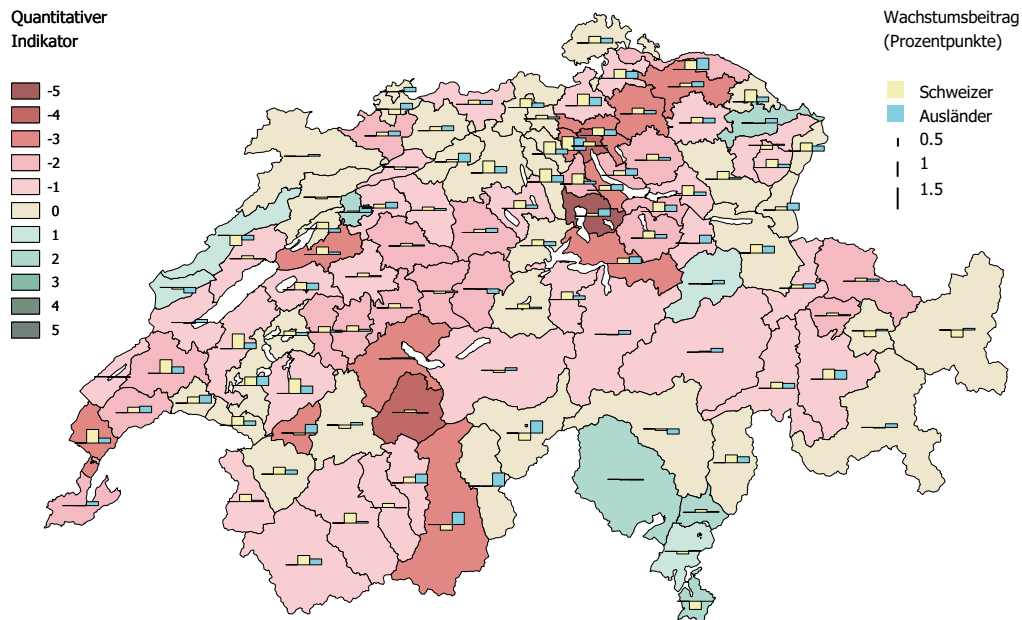 Quantitativer
Indikator
-5
-4
-3
-2
-1
0
1
2
3
4
5
Wachstumsbeitrag
(Prozentpunkte)
Schweizer
Ausländer
0.5
1
1.5